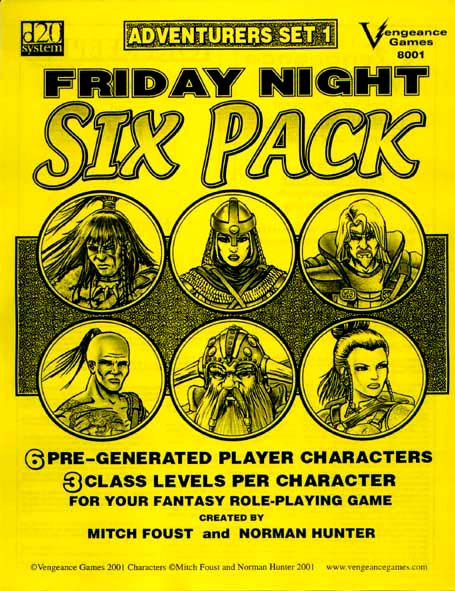 d20
system
ADVENTURERS SET 1
Vengeance
Games
8001
FRIDAY NIGHT
SIX PACK
6 PRE-GENERATED PLAYER CHARACTERS
3 CLASS LEVELS PER CHARACTER
FOR YOUR FANTASY ROLE-PLAYING GAME
CREATED BY
MITCH FOUST and NORMAN HUNTER
©Vengeance Games 2001 Characters ©Mitch Foust and Norman Hunter 2001 www.vengeancegames.com